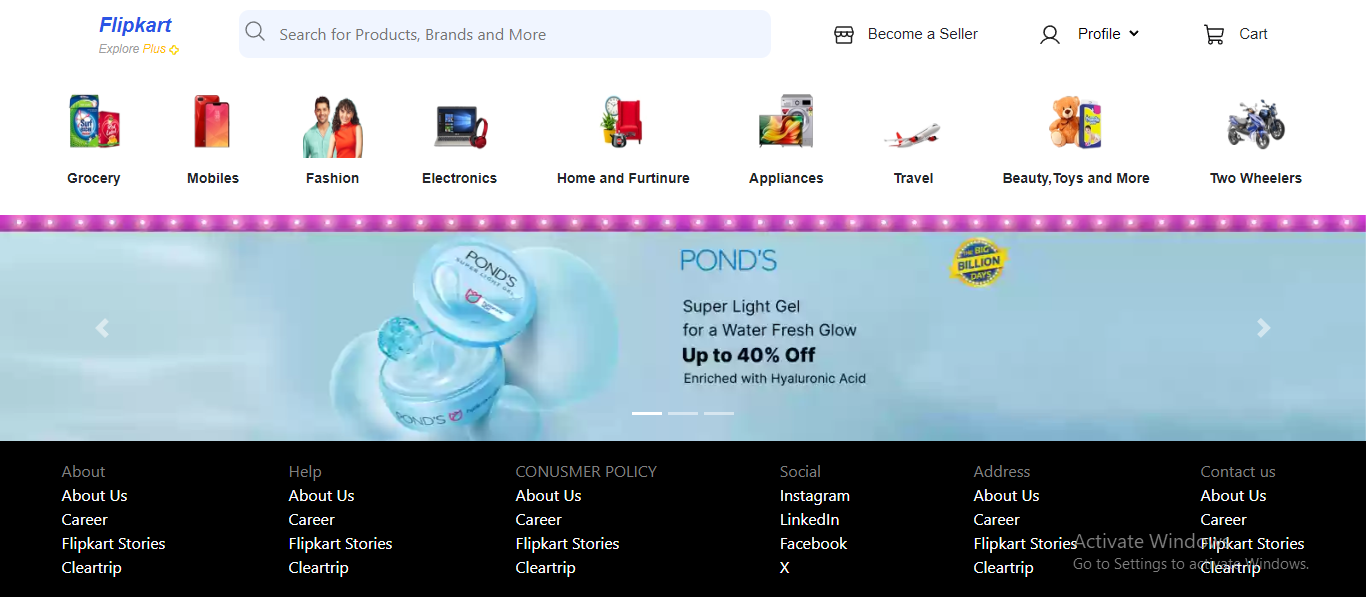 Flipkart
Explore Plus
Search for Products, Brands and More
Become a Seller
Profile
Cart
Grocery
Mobiles
Fashion
Electronics
Home and Furtinure
Appliances
Travel
Beauty,Toys and More
Two Wheelers
POND'S
SUPER LIGHT GEL
POND'S
POND'S
THE BIG
BILLION
DAYS
Super Light Gel
for a Water Fresh Glow
Up to 40% Off
Enriched with Hyaluronic Acid
About
About Us
Career
Flipkart Stories
Cleartrip
Help
About Us
Career
Flipkart Stories
Cleartrip
CONUSMER POLICY
About Us
Career
Flipkart Stories
Cleartrip
Social
Instagram
LinkedIn
Facebook
X
Address
About Us
Career
Flipkart Stories
Cleartrip
Contact us
About Us
Career
Flipkart Stories
Cleartrip
Activate Windows
Go to Settings to activate Windows.